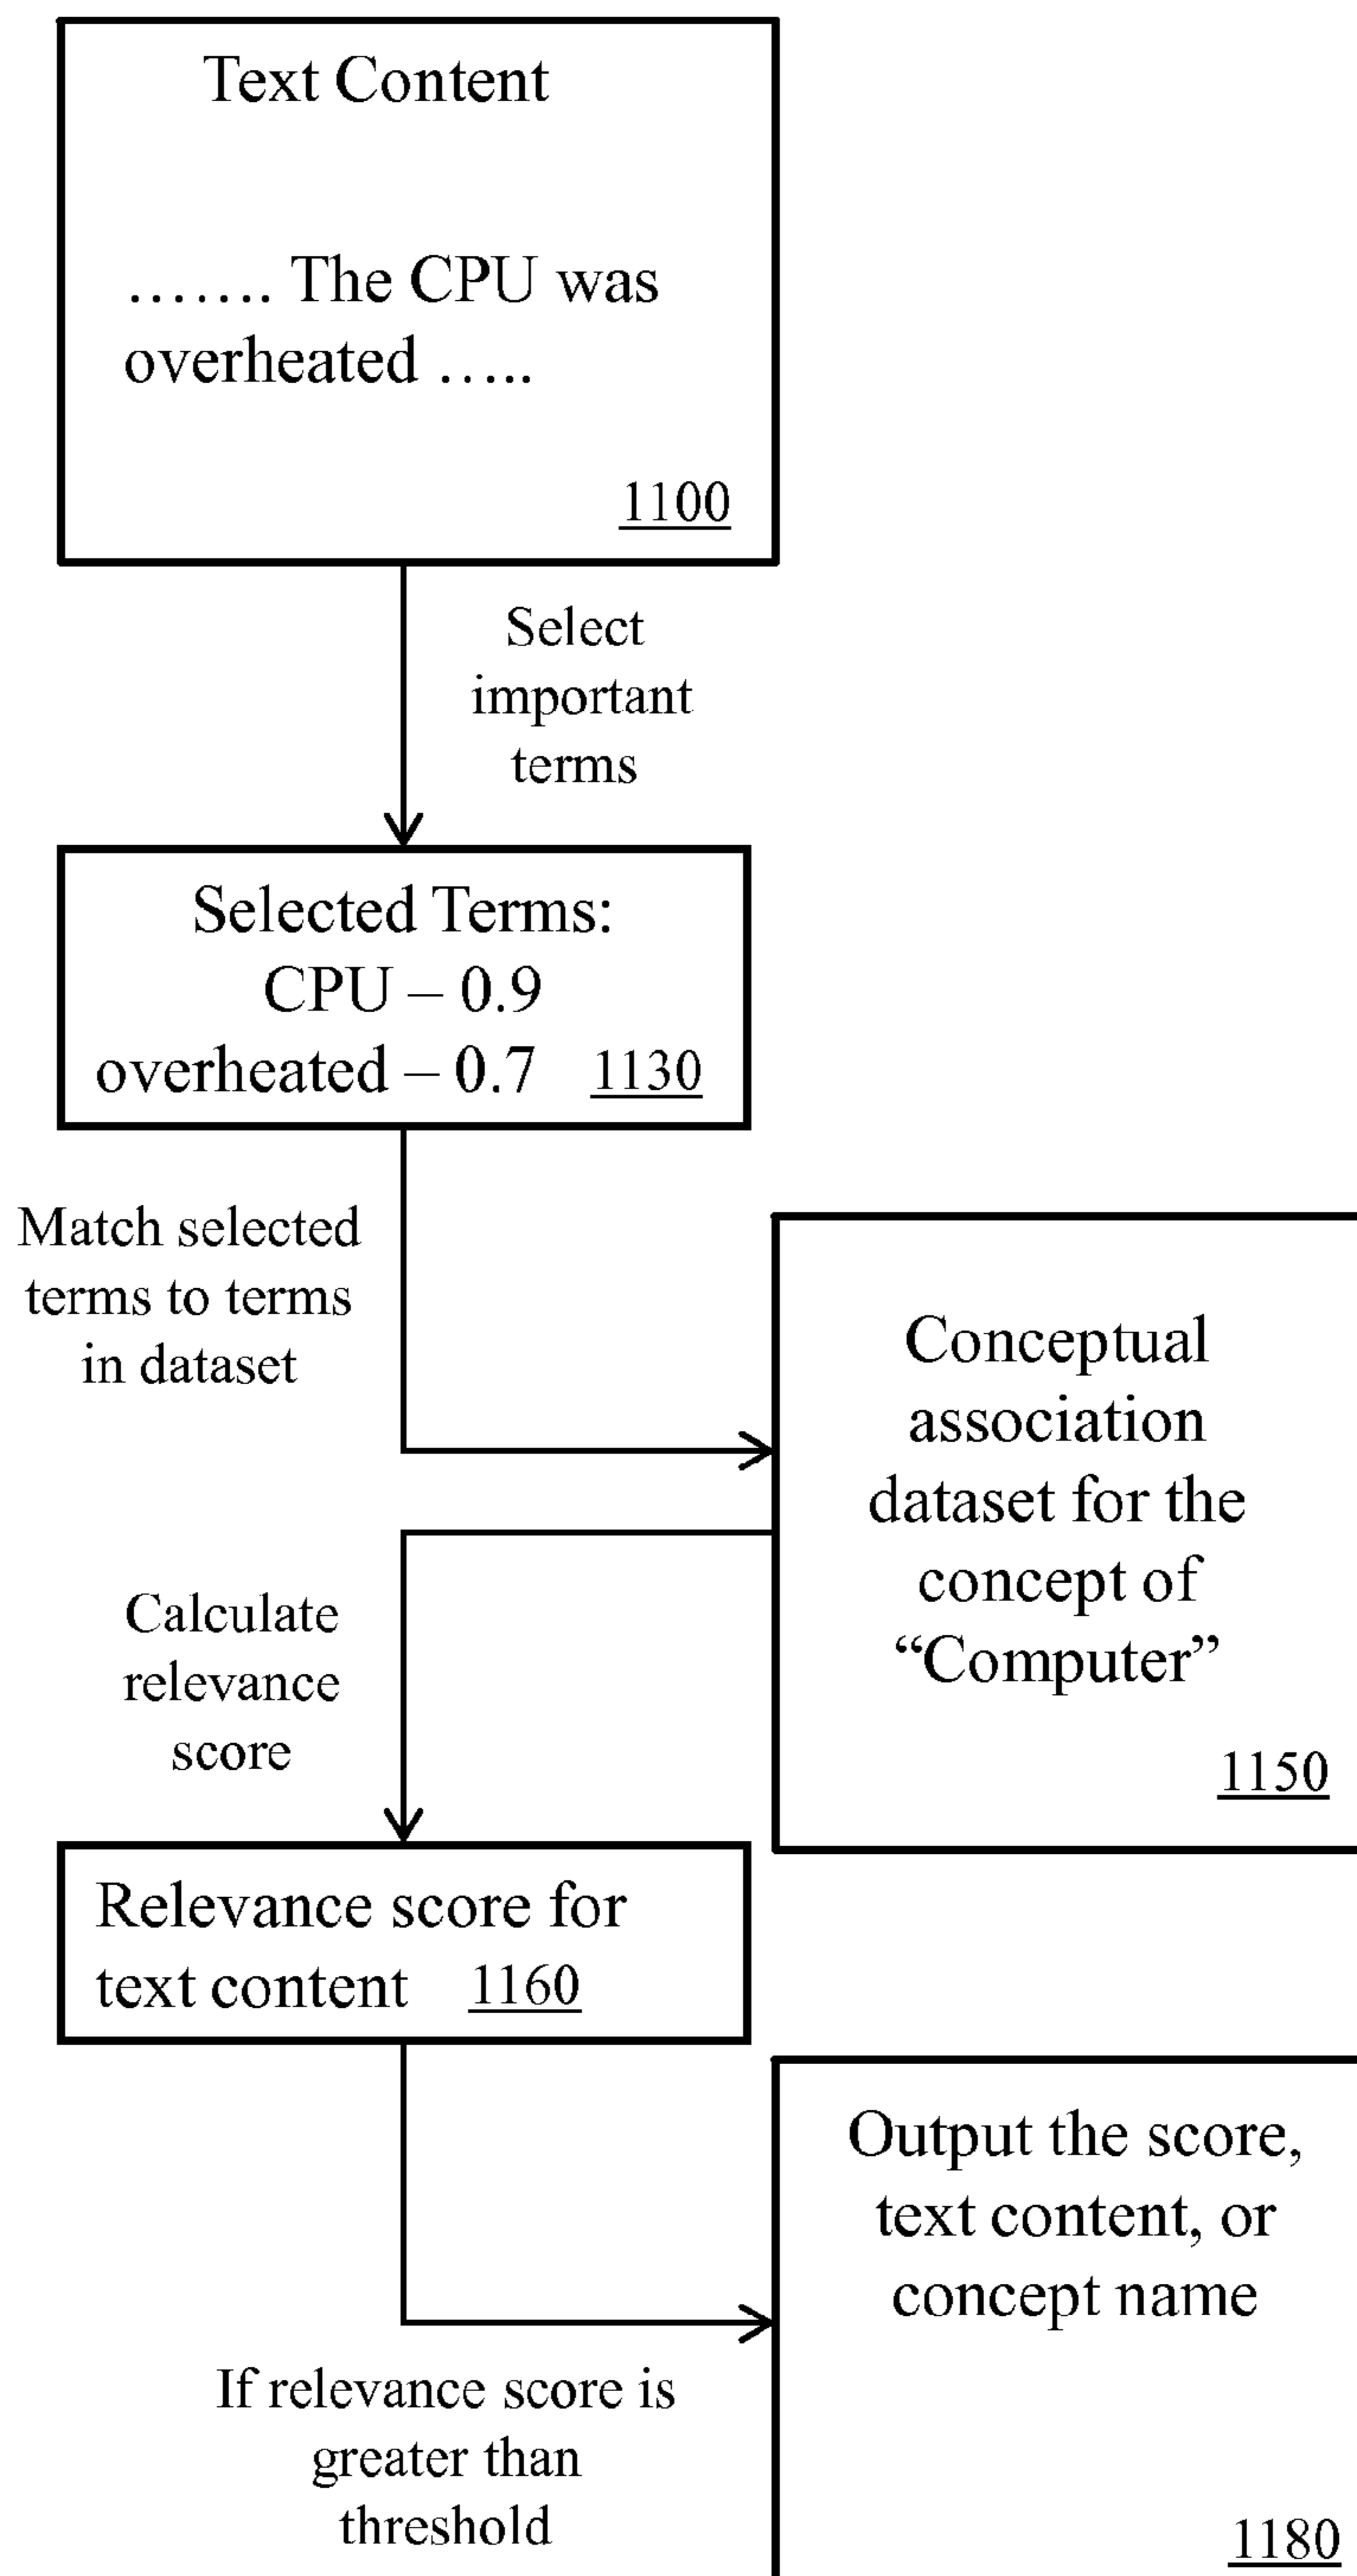 Text Content
……. The CPU was
overheated …..
1100
Select
important
terms
Selected Terms:
CPU – 0.9
overheated – 0.7 1130
Match selected
terms to terms
in dataset
Conceptual
association
dataset for the
concept of
“Computer”
1150
Calculate
relevance
score
Relevance score for
text content 1160
Output the score,
text content, or
concept name
If relevance score is
greater than
threshold
1180